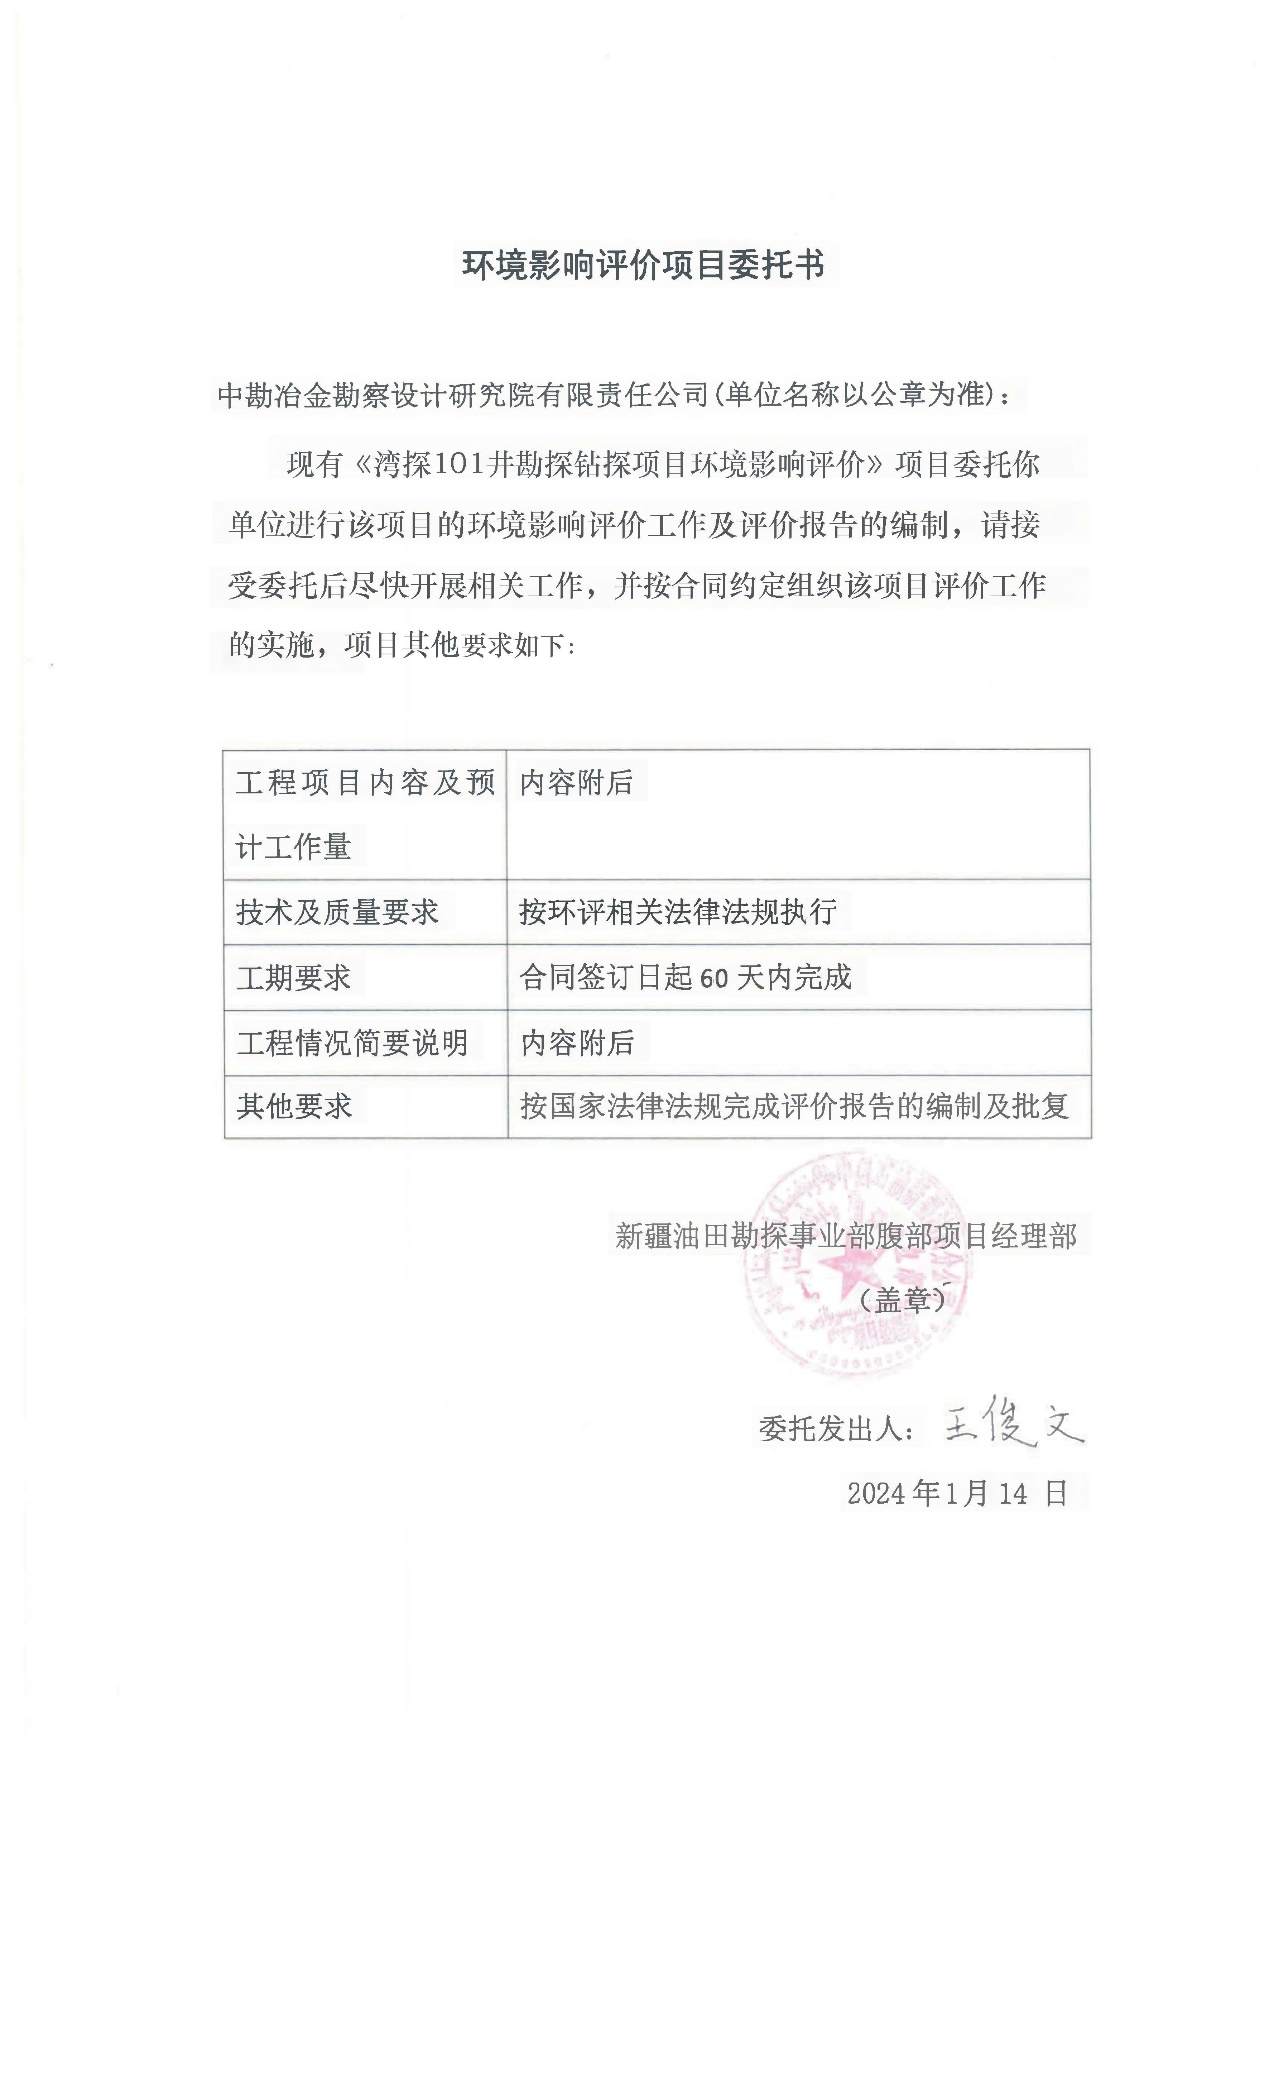 环境影响评价项目委托书
中勘冶金勘察设计研究院有限责任公司(单位名称以公章为准)：
现有《湾探101井勘探钻探项目环境影响评价》项目委托你
单位进行该项目的环境影响评价工作及评价报告的编制，请接
受委托后尽快开展相关工作，并按合同约定组织该项目评价工作
的实施，项目其他要求如下：
工程项目内容及预 内容附后
计工作量
技术及质量要求 按环评相关法律法规执行
工期要求 合同签订日起 60 天内完成
工程情况简要说明 内容附后
其他要求 按国家法律法规完成评价报告的编制及批复
新疆油田勘探事业部腹部项目经理部
（盖章）
委托发出人：王俊文
2024年1月14 日